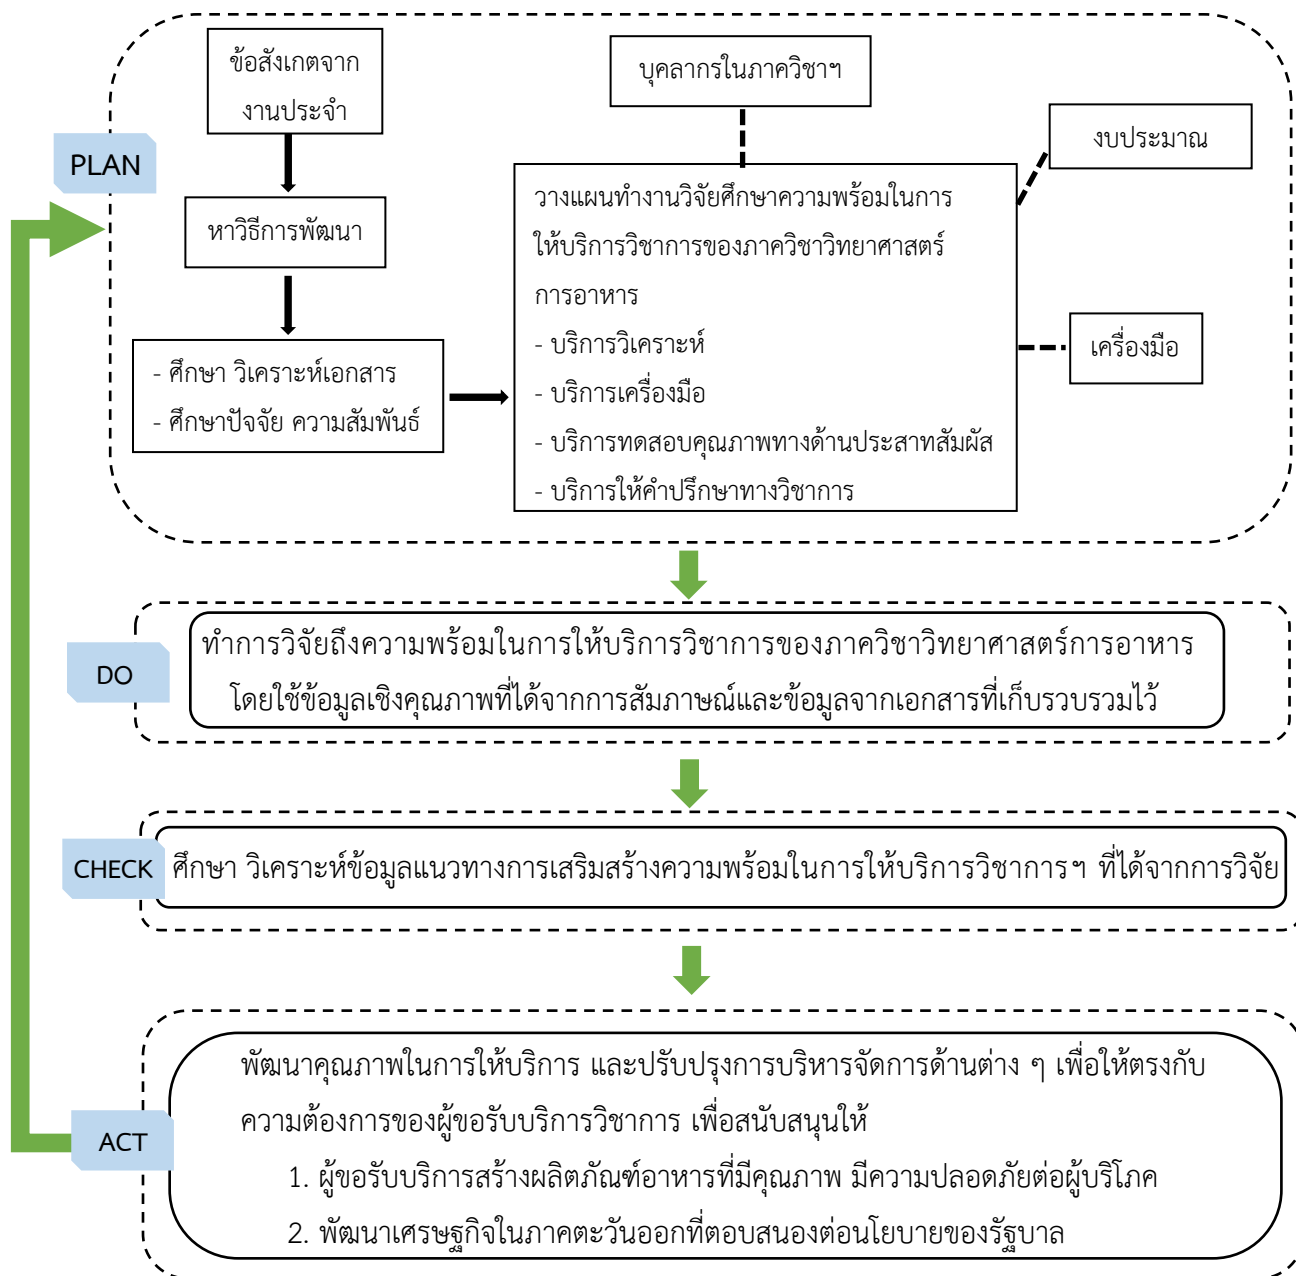 ข้อสังเกตจาก
งานประจำ
บุคลากรในภาควิชาฯ
งบประมาณ
PLAN
หาวิธีการพัฒนา
วางแผนทำงานวิจัยศึกษาความพร้อมในการ
ให้บริการวิชาการของภาควิชาวิทยาศาสตร์
การอาหาร
- บริการวิเคราะห์
- บริการเครื่องมือ
- บริการทดสอบคุณภาพทางด้านประสาทสัมผัส
- บริการให้คำปรึกษาทางวิชาการ
เครื่องมือ
- ศึกษา วิเคราะห์เอกสาร
- ศึกษาปัจจัย ความสัมพันธ์
DO
ทำการวิจัยถึงความพร้อมในการให้บริการวิชาการของภาควิชาวิทยาศาสตร์การอาหาร
โดยใช้ข้อมูลเชิงคุณภาพที่ได้จากการสัมภาษณ์และข้อมูลจากเอกสารที่เก็บรวบรวมไว้
CHECK
ศึกษา วิเคราะห์ข้อมูลแนวทางการเสริมสร้างความพร้อมในการให้บริการวิชาการฯ ที่ได้จากการวิจัย
ACT
พัฒนาคุณภาพในการให้บริการ และปรับปรุงการบริหารจัดการด้านต่าง ๆ เพื่อให้ตรงกับ
ความต้องการของผู้ขอรับบริการวิชาการ เพื่อสนับสนุนให้
1. ผู้ขอรับบริการสร้างผลิตภัณฑ์อาหารที่มีคุณภาพ มีความปลอดภัยต่อผู้บริโภค
2. พัฒนาเศรษฐกิจในภาคตะวันออกที่ตอบสนองต่อนโยบายของรัฐบาล